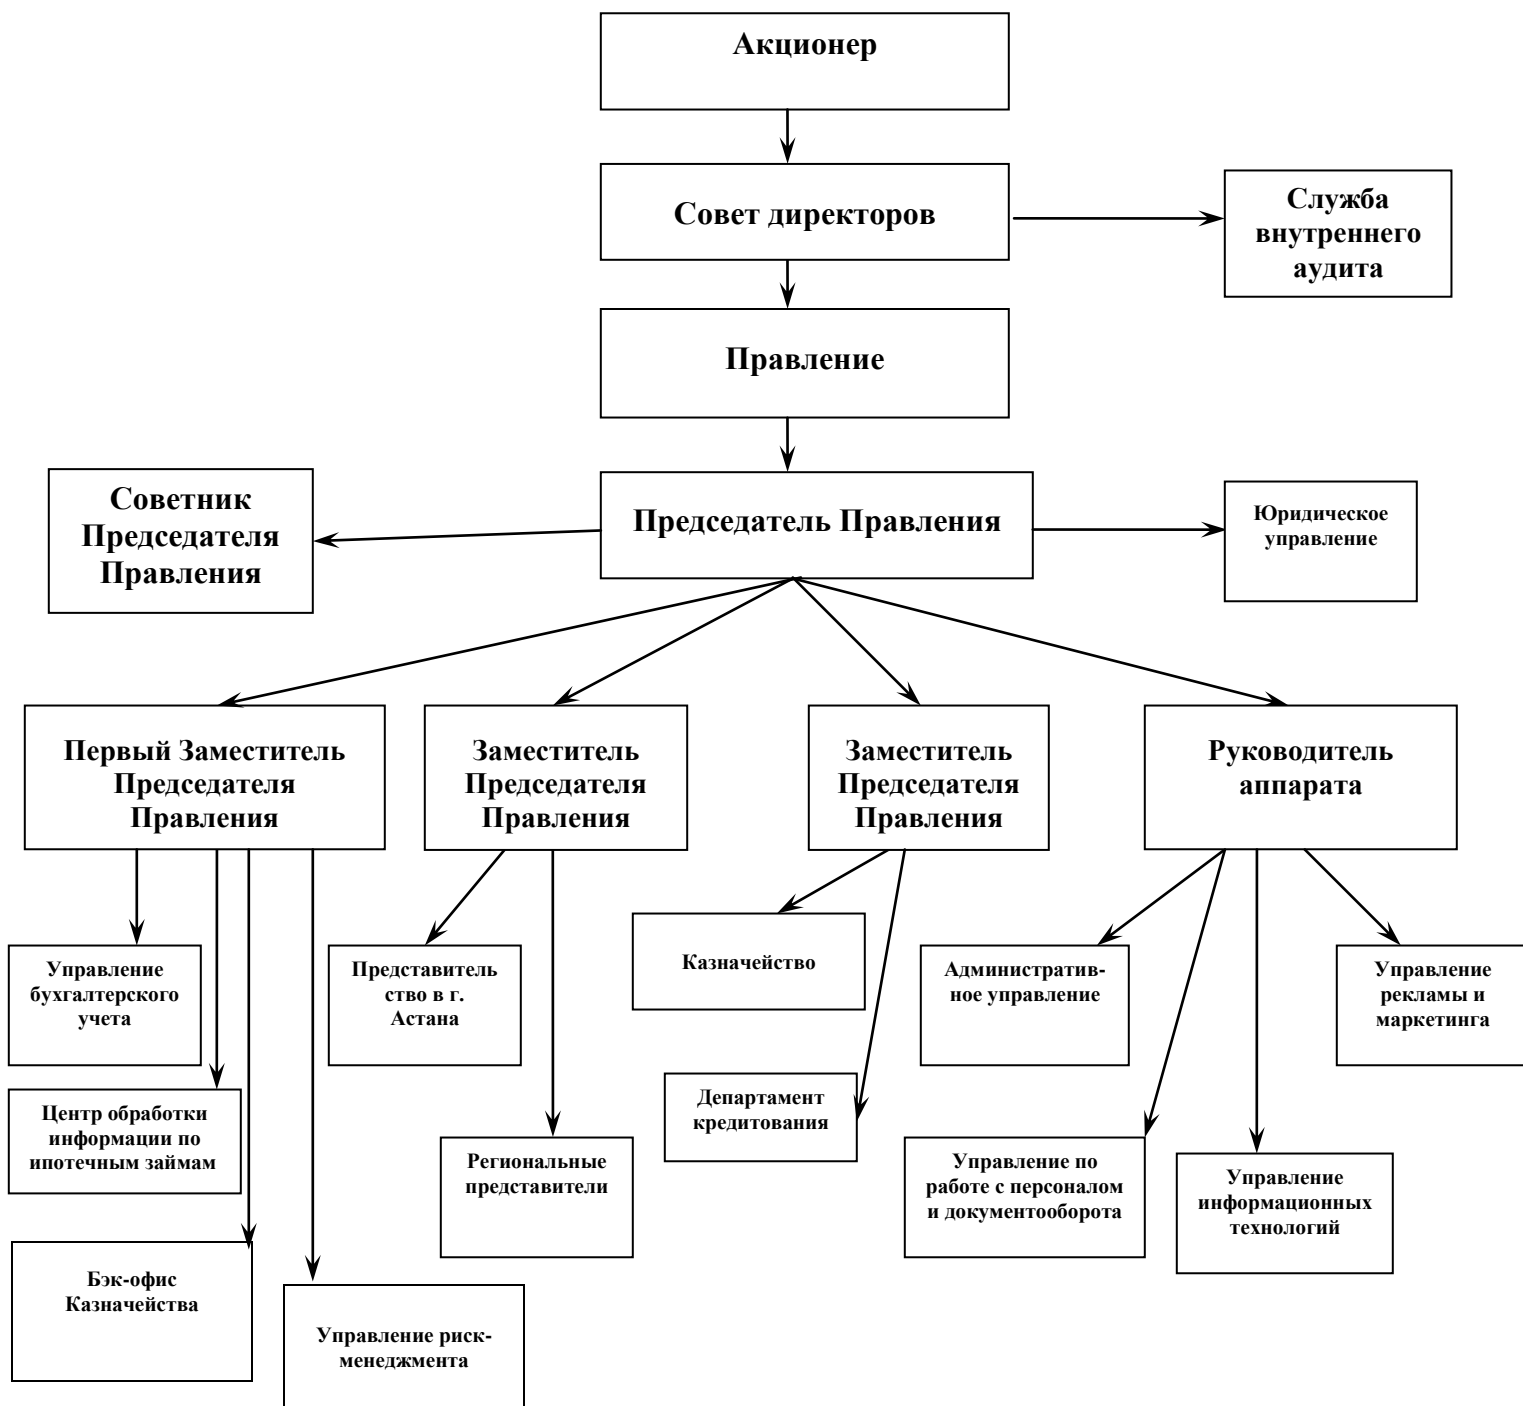 Акционер
Совет директоров
Служба
внутреннего
аудита
Правление
Советник
Председателя
Правления
Председатель Правления
Юридическое
управление
Первый Заместитель
Председателя
Правления
Заместитель
Председателя
Правления
Заместитель
Председателя
Правления
Руководитель
аппарата
Управление
бухгалтерского
учета
Представитель
ство в г.
Астана
Казначейство
Административ-
ное управление
Управление
рекламы и
маркетинга
Центр обработки
информации по
ипотечным займам
Региональные
представители
Департамент
кредитования
Управление по
работе с персоналом
и документооборота
Управление
информационных
технологий
Бэк-офис
Казначейства
Управление риск-
менеджмента